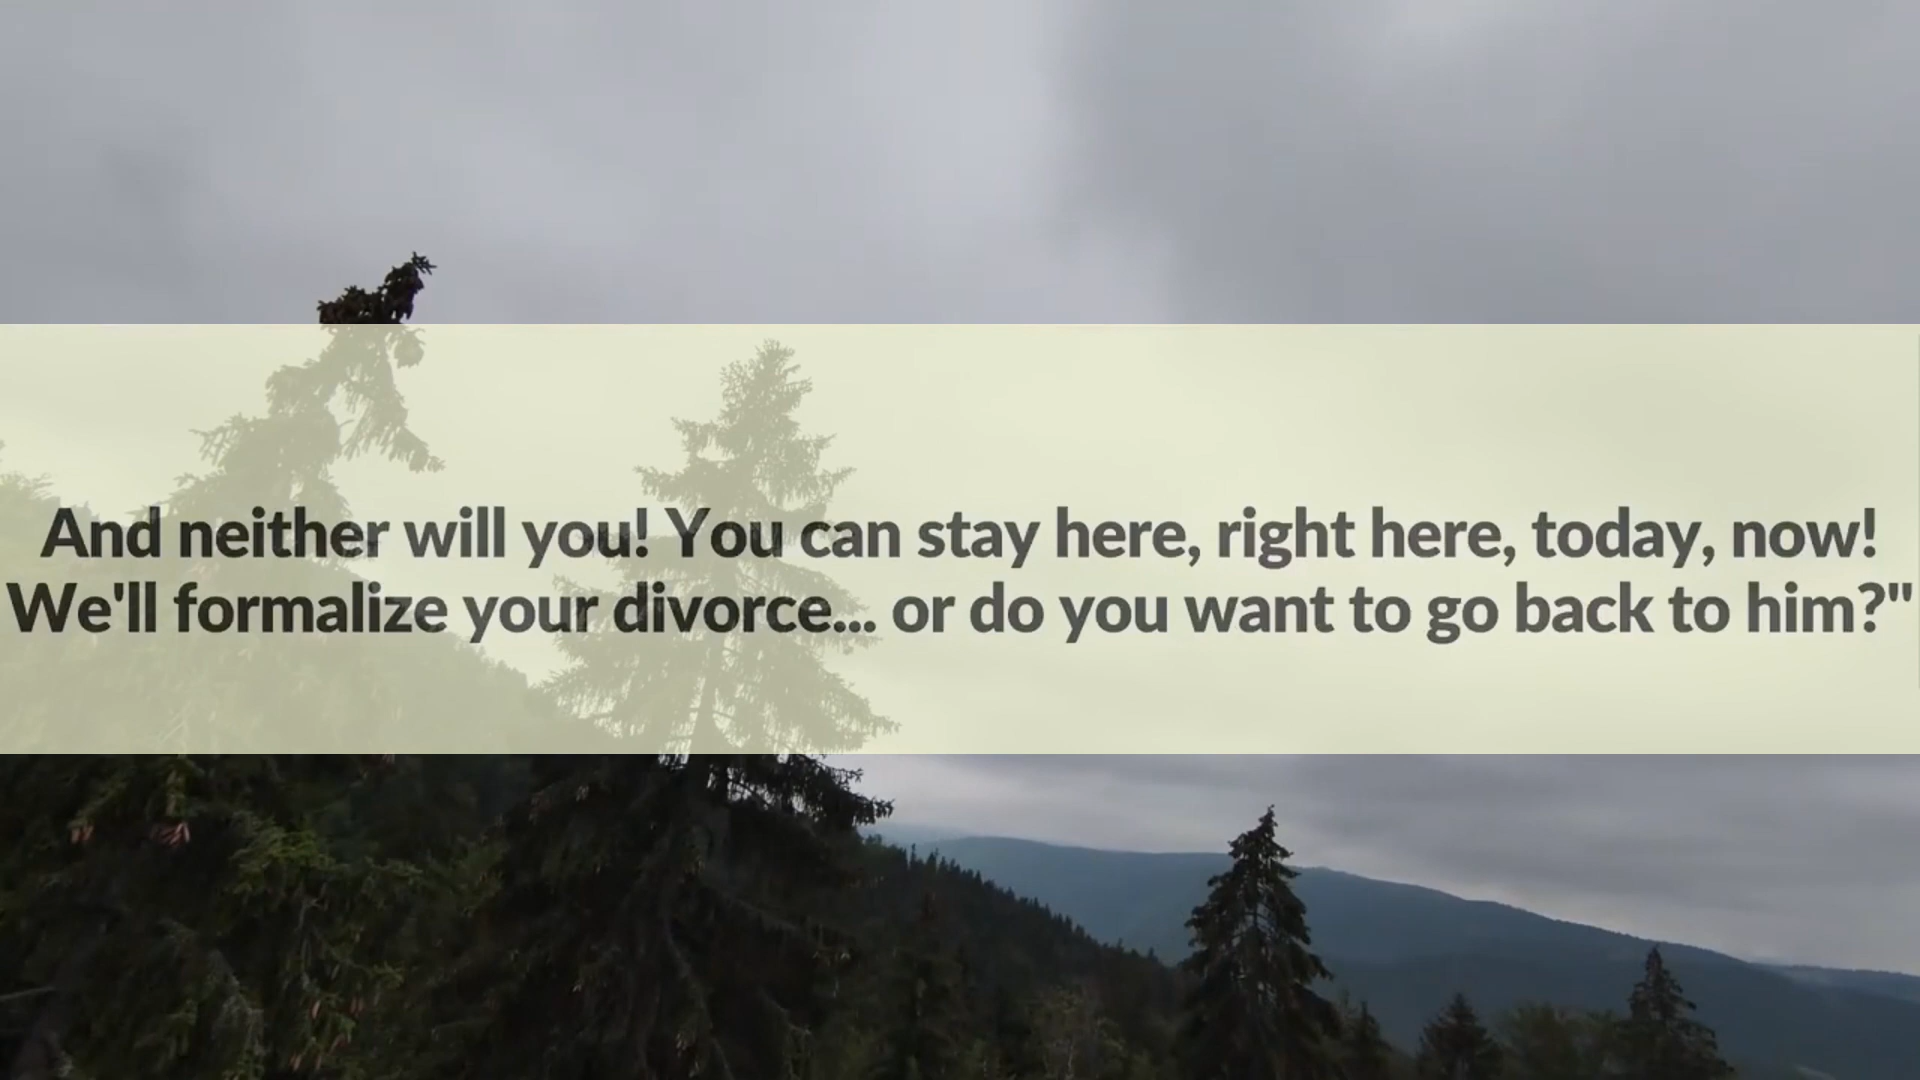 And neither will you! You can stay here, right here, today, now!
We'll formalize your divorce... or do you want to go back to him?"